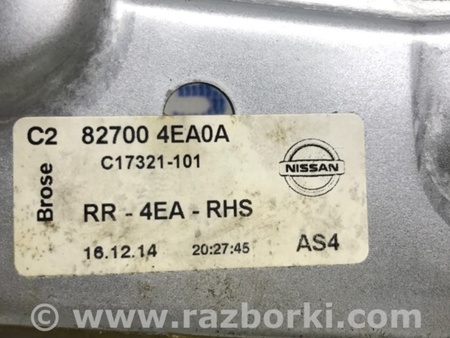 C2 82700 4EA0A
C17321-101
Brose
NISSAN
RR - 4EA - RHS
16.12.14 20:27:45 AS4
© www.razborki.com